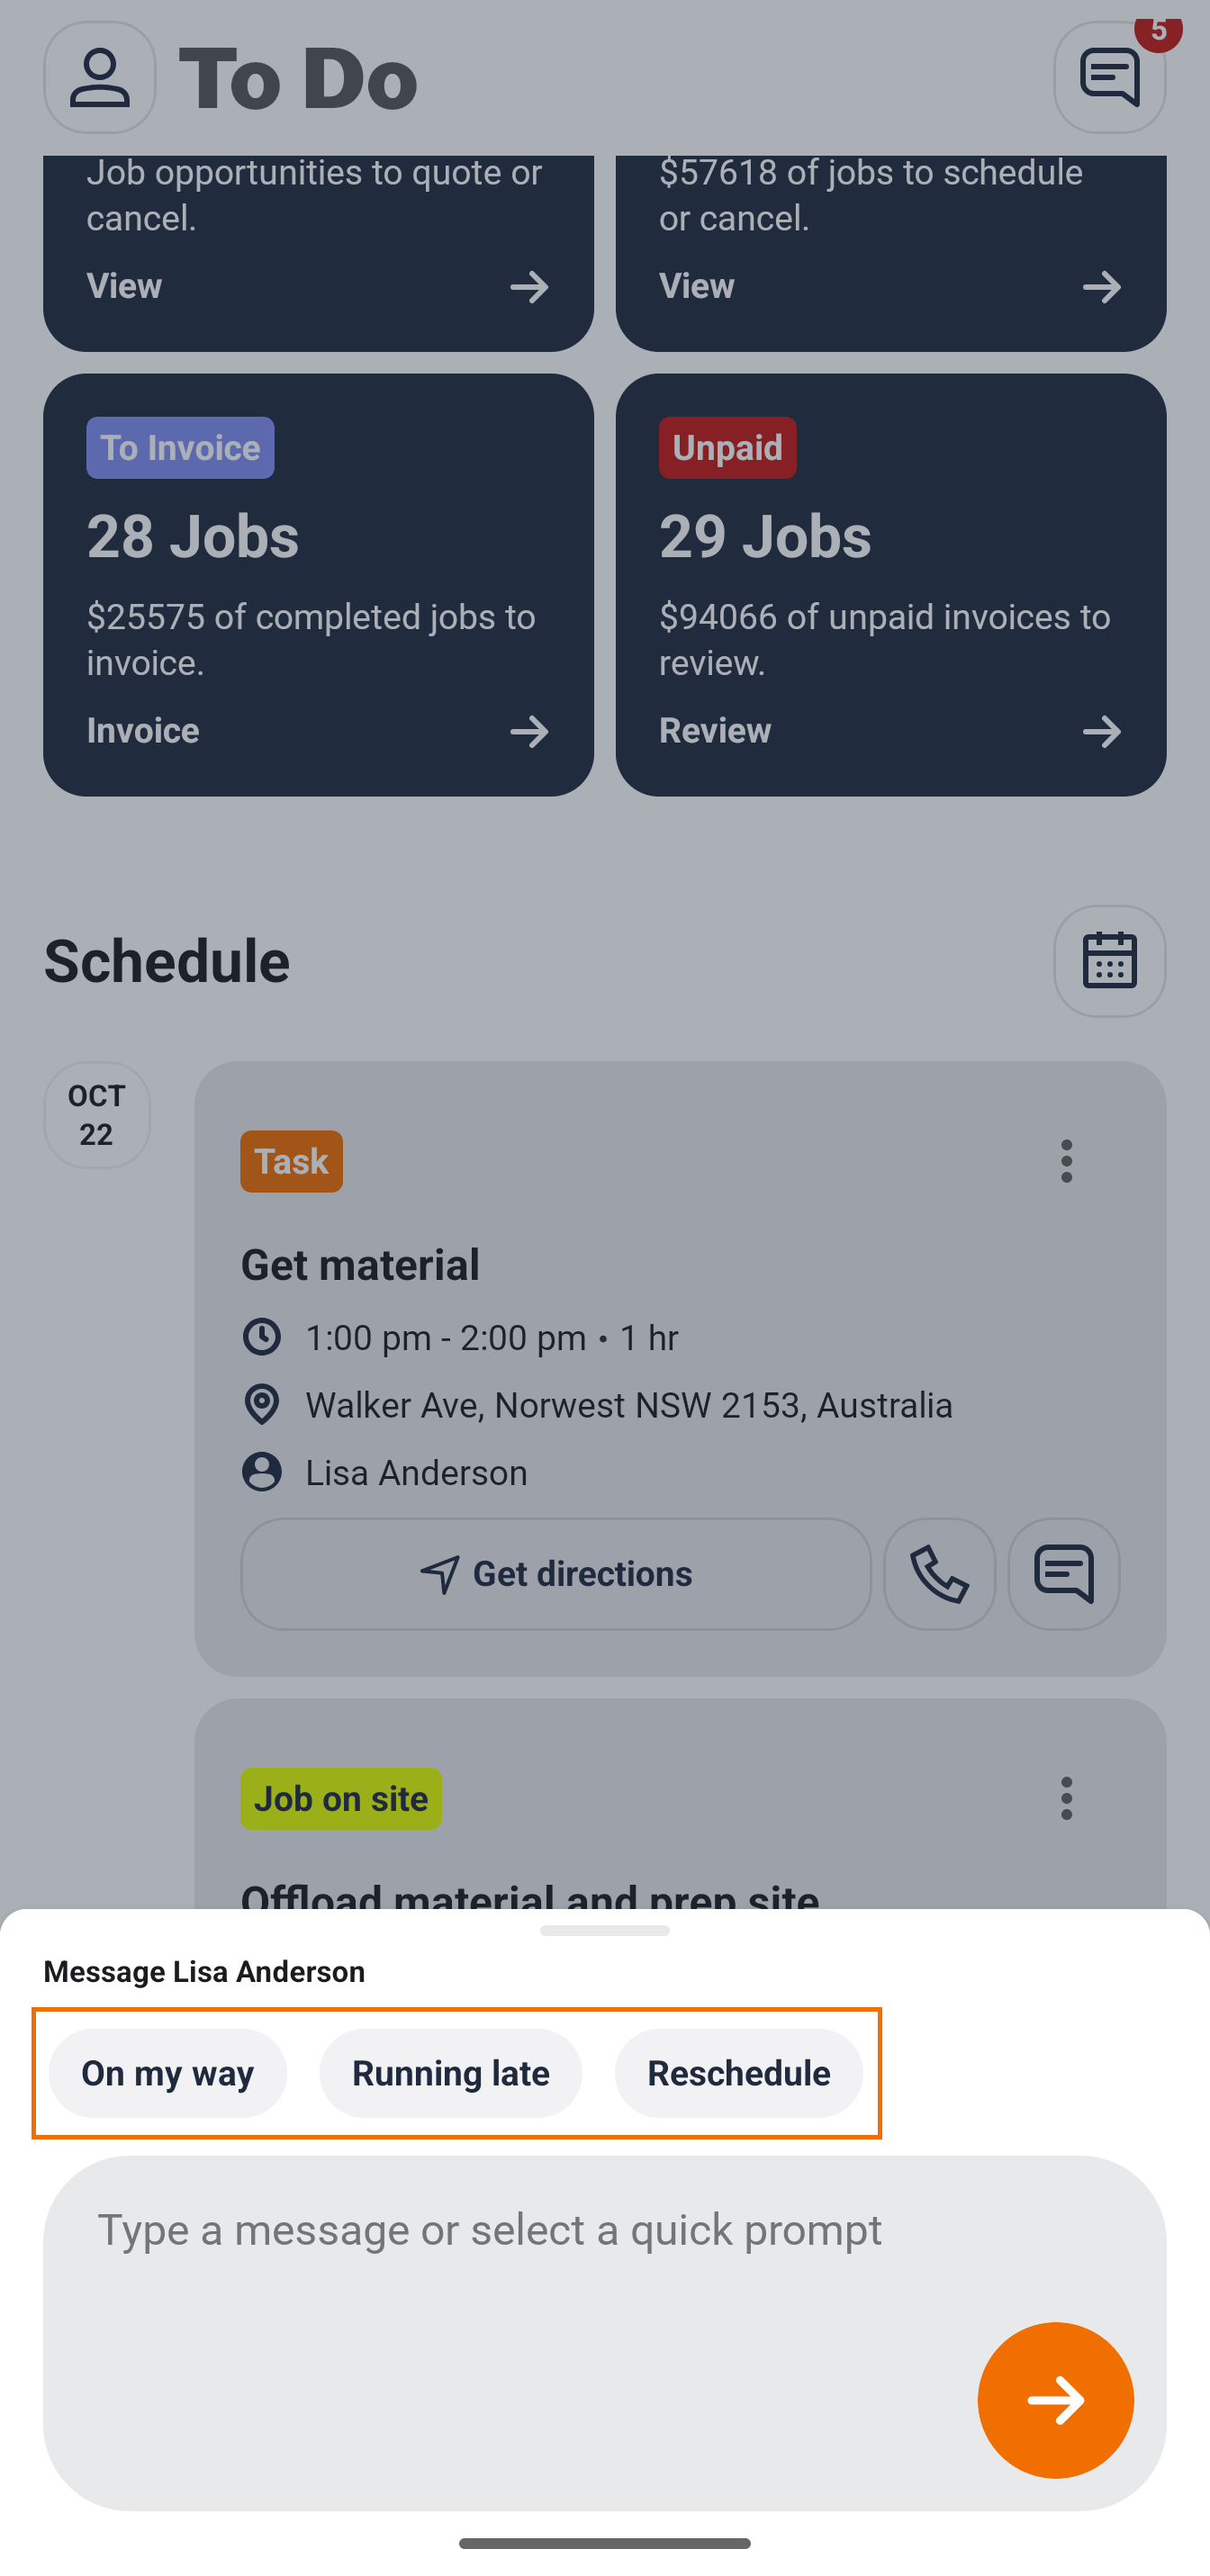 To Do
5
Job opportunities to quote or
cancel.
View
$57618 of jobs to schedule
or cancel.
View
To Invoice
28 Jobs
$25575 of completed jobs to
invoice.
Invoice
Unpaid
29 Jobs
$94066 of unpaid invoices to
review.
Review
Schedule
OCT
22
Task
Get material
1:00 pm - 2:00 pm • 1 hr
Walker Ave, Norwest NSW 2153, Australia
Lisa Anderson
Get directions
Job on site
Offload material and prep site
Message Lisa Anderson
On my way
Running late
Reschedule
Type a message or select a quick prompt